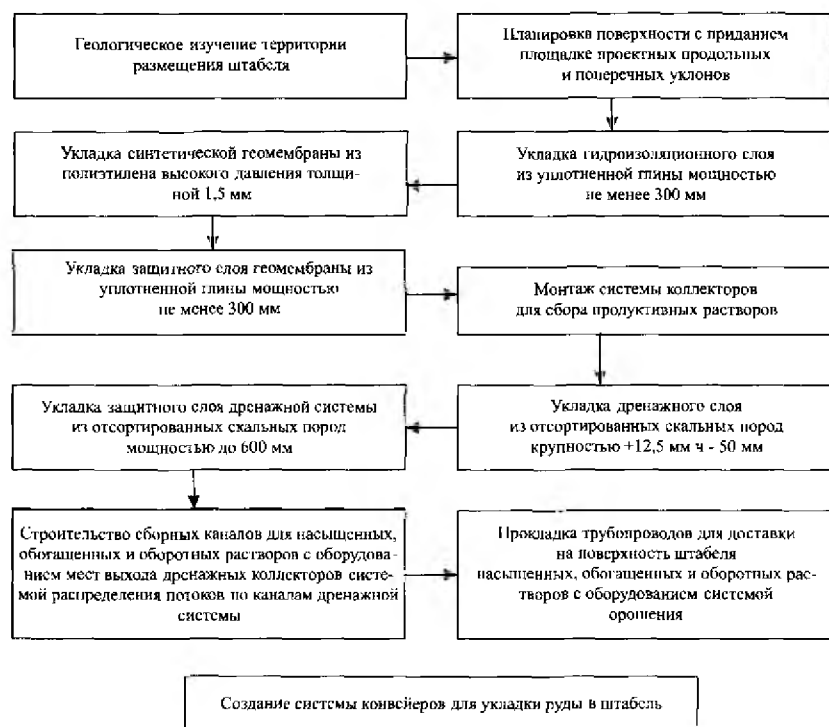 Геологическое изучение территории
размещения штабеля
Планировка поверхности с приданием
площадке проектных продольных
и поперечных уклонов
Укладка синтетической геомембраны из
полиэтилена высокого давления толщи-
ной 1,5 мм
Укладка гидроизоляционного слоя
из уплотненной глины мощностью
не менее 300 мм
Укладка защитного слоя геомембраны из
уплотненной глины мощностью
не менее 300 мм
Монтаж системы коллекторов
для сбора продуктивных растворов
Укладка защитного слоя дренажной системы
из отсортированных скальных пород
мощностью до 600 мм
Укладка дренажного слоя
из отсортированных скальных пород
крупностью +12,5 мм ч - 50 мм
Строительство сборных каналов для насыщенных,
обогащенных и оборотных растворов с оборудова-
нием мест выхода дренажных коллекторов систе-
мой распределения потоков по каналам дренажной
системы
Прокладка трубопроводов для доставки
на поверхность штабеля
насыщенных, обогащенных и оборотных рас-
творов с оборудованием системой
орошения
Создание системы конвейеров для укладки руды в штабель